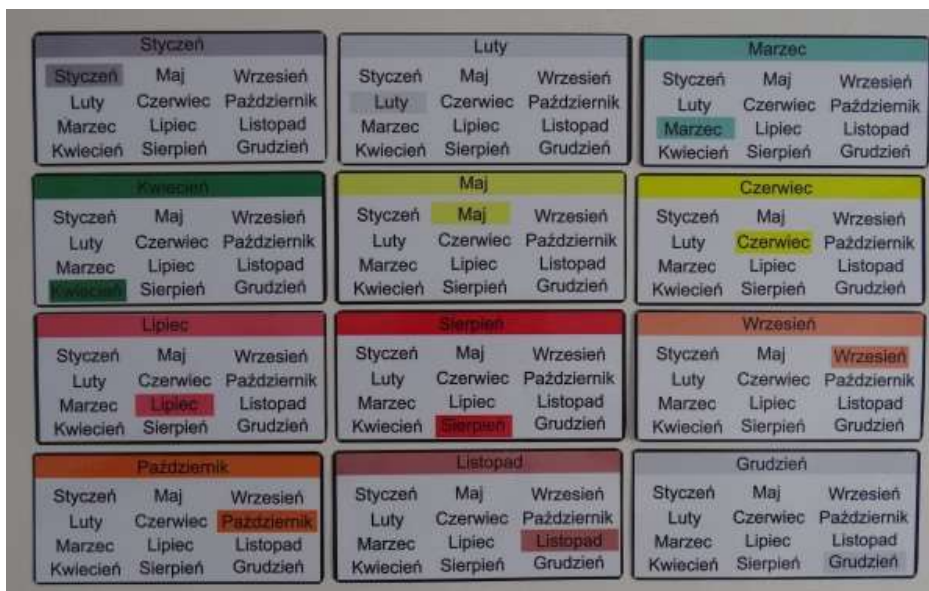 Styczeń
Styczeń Maj Wrzesień
Luty Czerwiec Październik
Marzec Lipiec Listopad
Kwiecień Sierpień Grudzień
Luty
Styczeń Maj Wrzesień
Luty Czerwiec Październik
Marzec Lipiec Listopad
Kwiecień Sierpień Grudzień
Marzec
Styczeń Maj Wrzesień
Luty Czerwiec Październik
Marzec Lipiec Listopad
Kwiecień Sierpień Grudzień
Kwiecień
Styczeń Maj Wrzesień
Luty Czerwiec Październik
Marzec Lipiec Listopad
Kwiecień Sierpień Grudzień
Maj
Styczeń Maj Wrzesień
Luty Czerwiec Październik
Marzec Lipiec Listopad
Kwiecień Sierpień Grudzień
Czerwiec
Styczeń Maj Wrzesień
Luty Czerwiec Październik
Marzec Lipiec Listopad
Kwiecień Sierpień Grudzień
Lipiec
Styczeń Maj Wrzesień
Luty Czerwiec Październik
Marzec Lipiec Listopad
Kwiecień Sierpień Grudzień
Sierpień
Styczeń Maj Wrzesień
Luty Czerwiec Październik
Marzec Lipiec Listopad
Kwiecień Sierpień Grudzień
Wrzesień
Styczeń Maj Wrzesień
Luty Czerwiec Październik
Marzec Lipiec Listopad
Kwiecień Sierpień Grudzień
Październik
Styczeń Maj Wrzesień
Luty Czerwiec Październik
Marzec Lipiec Listopad
Kwiecień Sierpień Grudzień
Listopad
Styczeń Maj Wrzesień
Luty Czerwiec Październik
Marzec Lipiec Listopad
Kwiecień Sierpień Grudzień
Grudzień
Styczeń Maj Wrzesień
Luty Czerwiec Październik
Marzec Lipiec Listopad
Kwiecień Sierpień Grudzień